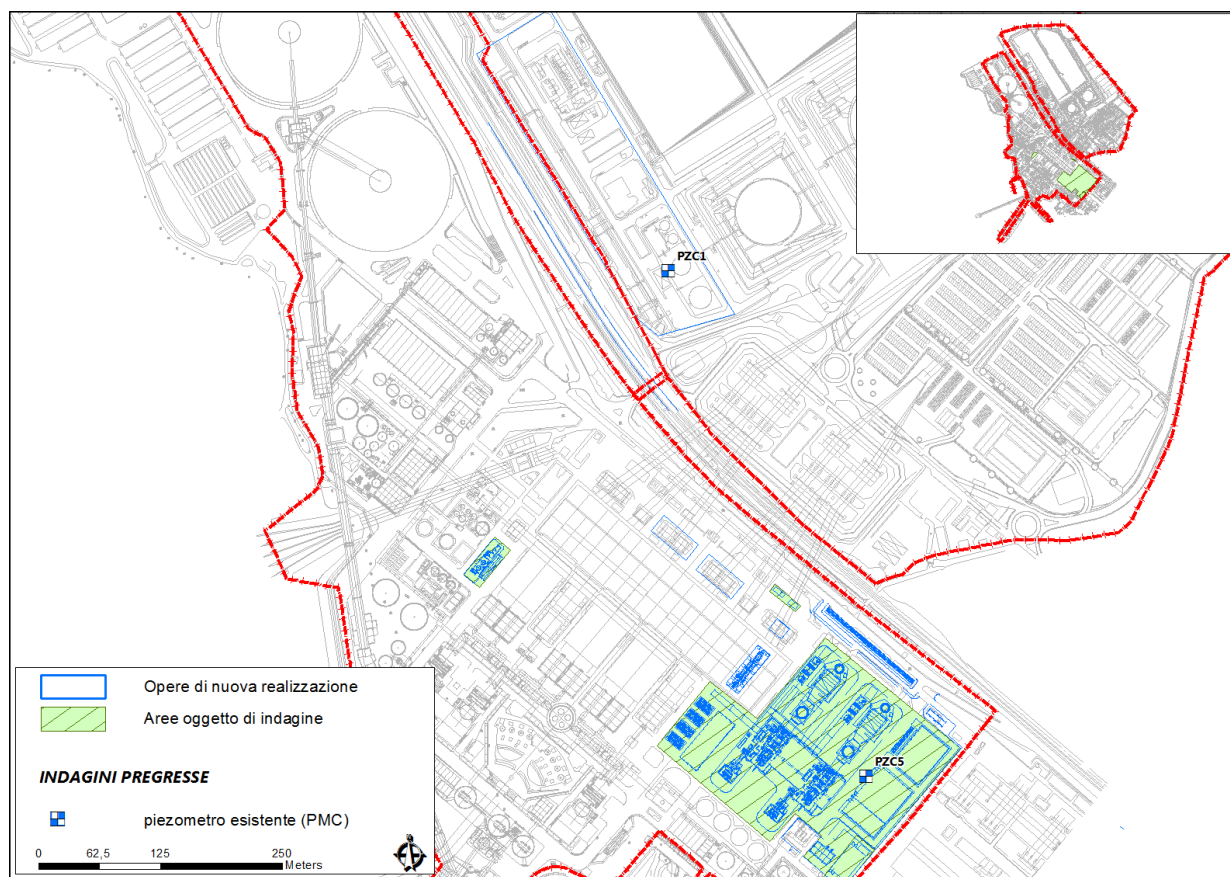 PZC1
PZC5
Opere di nuova realizzazione
Aree oggetto di indagine
INDAGINI PREGRESSE
piezometro esistente (PMC)
0 62,5 125 250
Meters